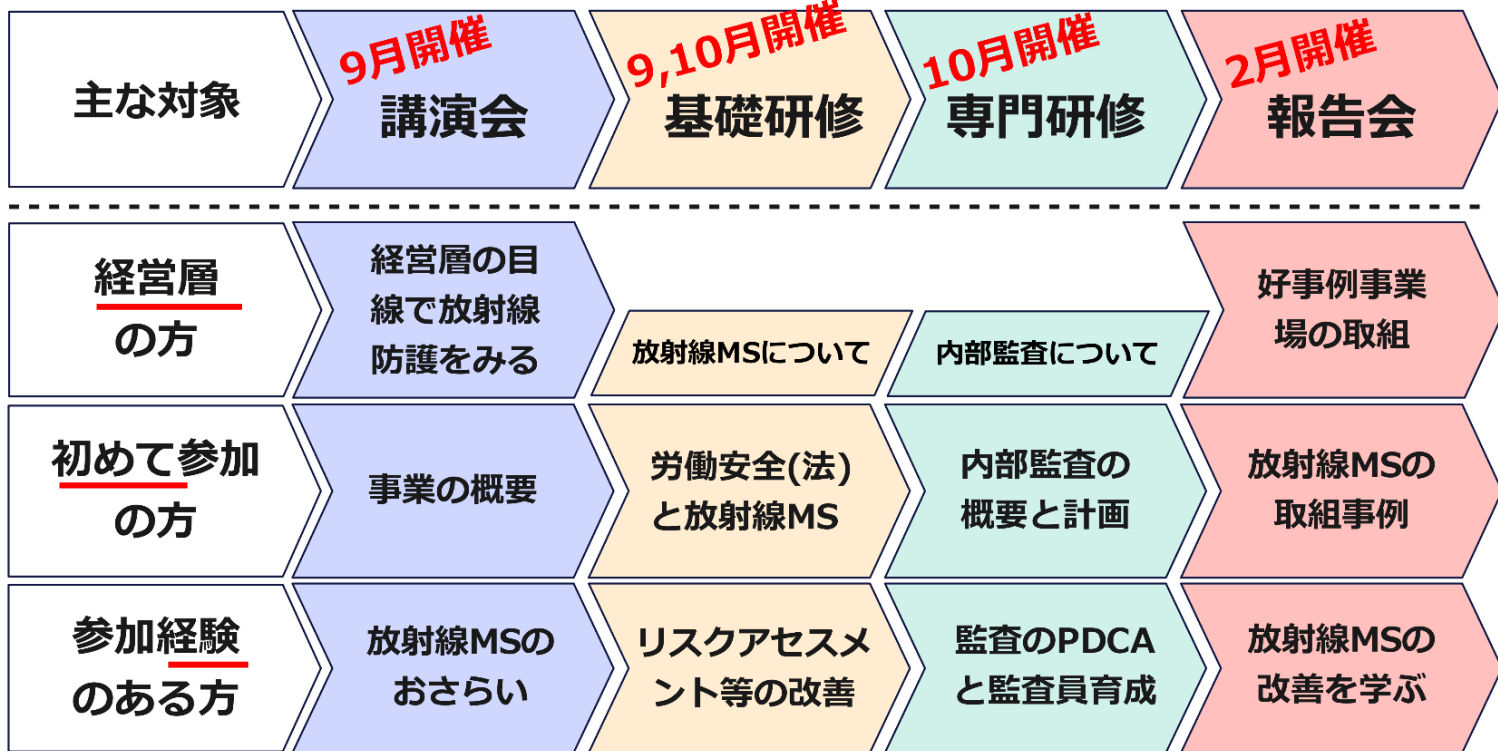 主な対象
9月開催
講演会
9,10月開催
基礎研修
10月開催
専門研修
2月開催
報告会
経営層
の方
経営層の目
線で放射線
防護をみる
放射線MSについて
内部監査について
好事例事業
場の取組
初めて参加
の方
事業の概要
労働安全(法)
と放射線MS
内部監査の
概要と計画
放射線MSの
取組事例
参加経験
のある方
放射線MSの
おさらい
リスクアセスメ
ント等の改善
監査のPDCA
と監査員育成
放射線MSの
改善を学ぶ